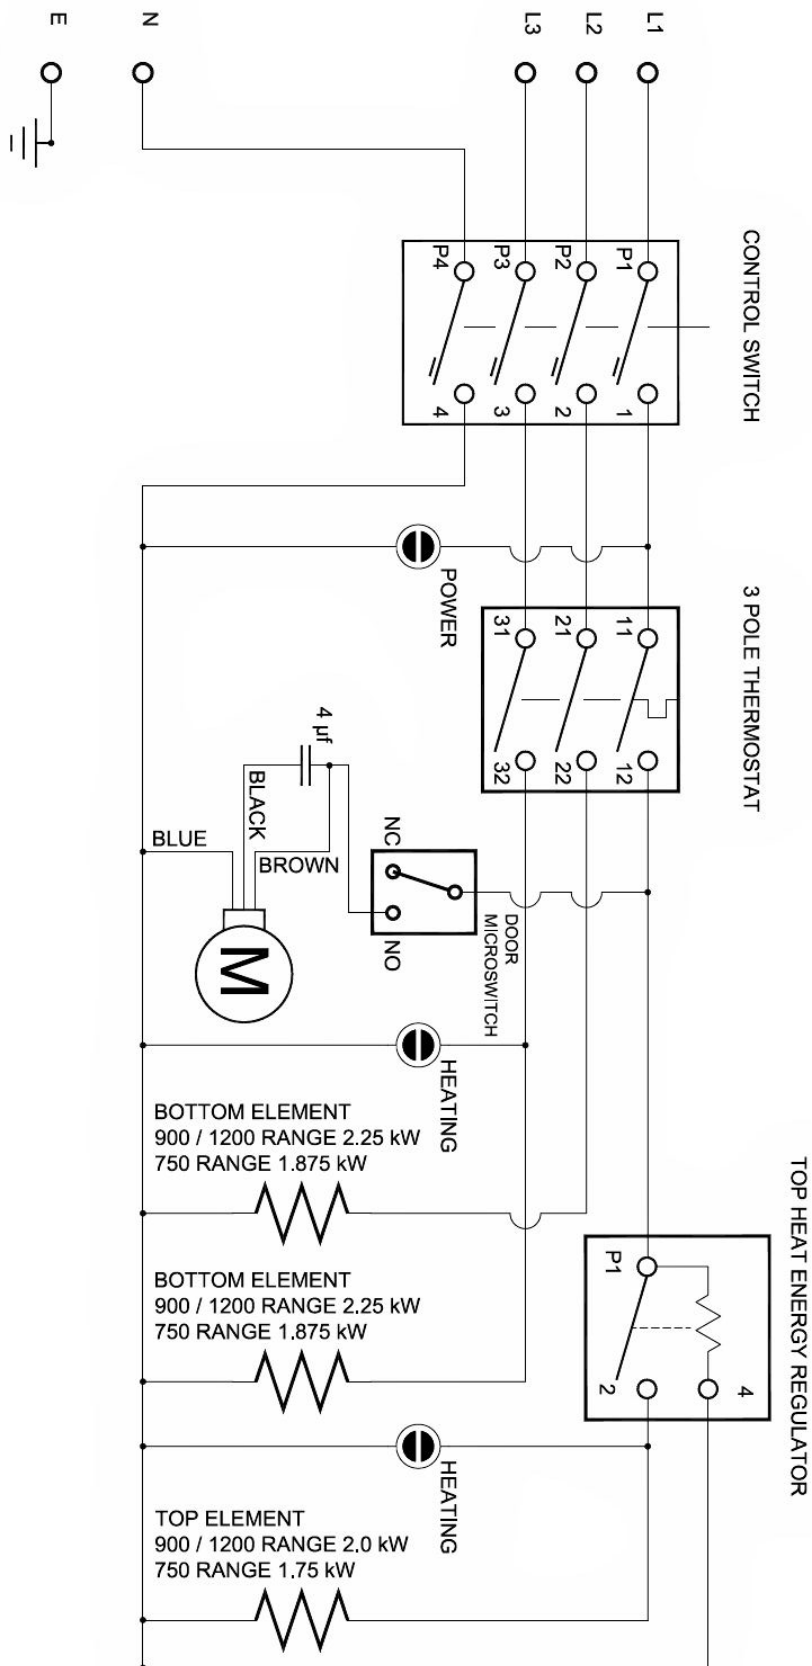 E
N
L3
L2
L1
CONTROL SWITCH
P4
P3
P2
P1
4
3
2
1
POWER
3 POLE THERMOSTAT
31
21
11
32
22
12
4 µf
BLACK
BLUE
BROWN
NC
NO
DOOR
MICROSWITCH
M
HEATING
BOTTOM ELEMENT
900 / 1200 RANGE 2.25 kW
750 RANGE 1.875 kW
TOP HEAT ENERGY REGULATOR
P1
2
4
BOTTOM ELEMENT
900 / 1200 RANGE 2.25 kW
750 RANGE 1.875 kW
HEATING
TOP ELEMENT
900 / 1200 RANGE 2.0 kW
750 RANGE 1.75 kW